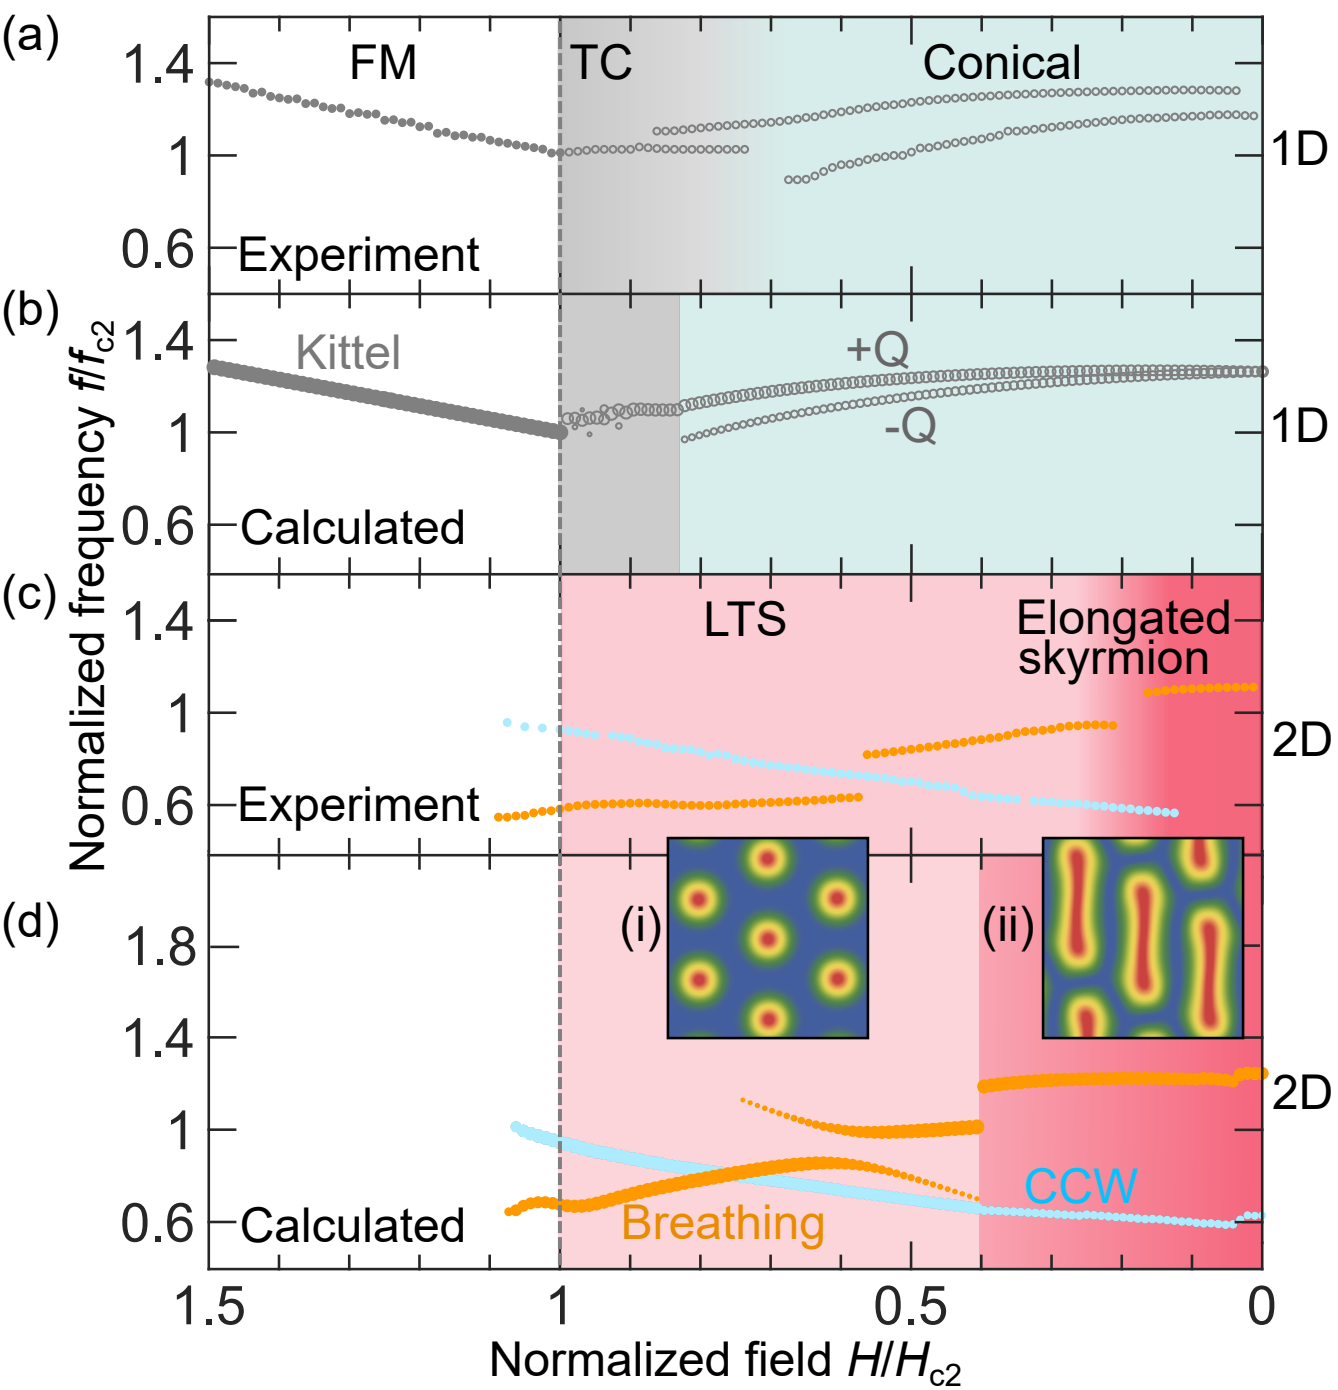 (a)
FM
TC
Conical
1.4
1
0.6
1D
Experiment
(b)
1.4
1
0.6
Kittel
+Q
-Q
1D
Calculated
Normalized frequency f/fc2
(c)
1.4
1
0.6
LTS
Elongated
skyrmion
2D
Experiment
(d)
1.8
1.4
1
0.6
(i)
(ii)
2D
CCW
Breathing
Calculated
1.5
1
0.5
0
Normalized field H/Hc2